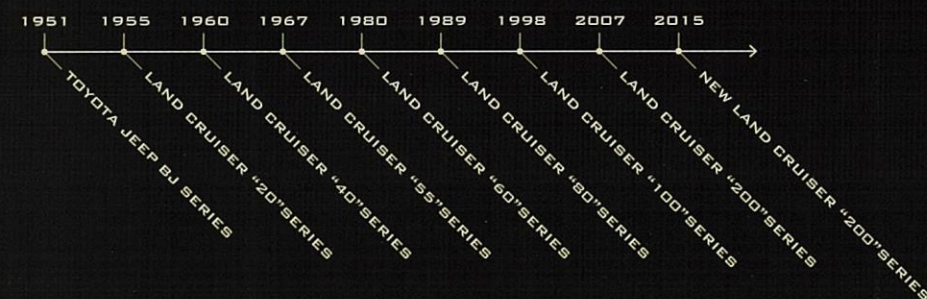 1951 1955 1960 1967 1980 1989 1998 2007 2015
TOYOTA JEEP BJ SERIES
LAND CRUISER “20”SERIES
LAND CRUISER “40”SERIES
LAND CRUISER “55”SERIES
LAND CRUISER “60”SERIES
LAND CRUISER “80”SERIES
LAND CRUISER “100”SERIES
LAND CRUISER “200”SERIES
NEW LAND CRUISER “200”SERIES